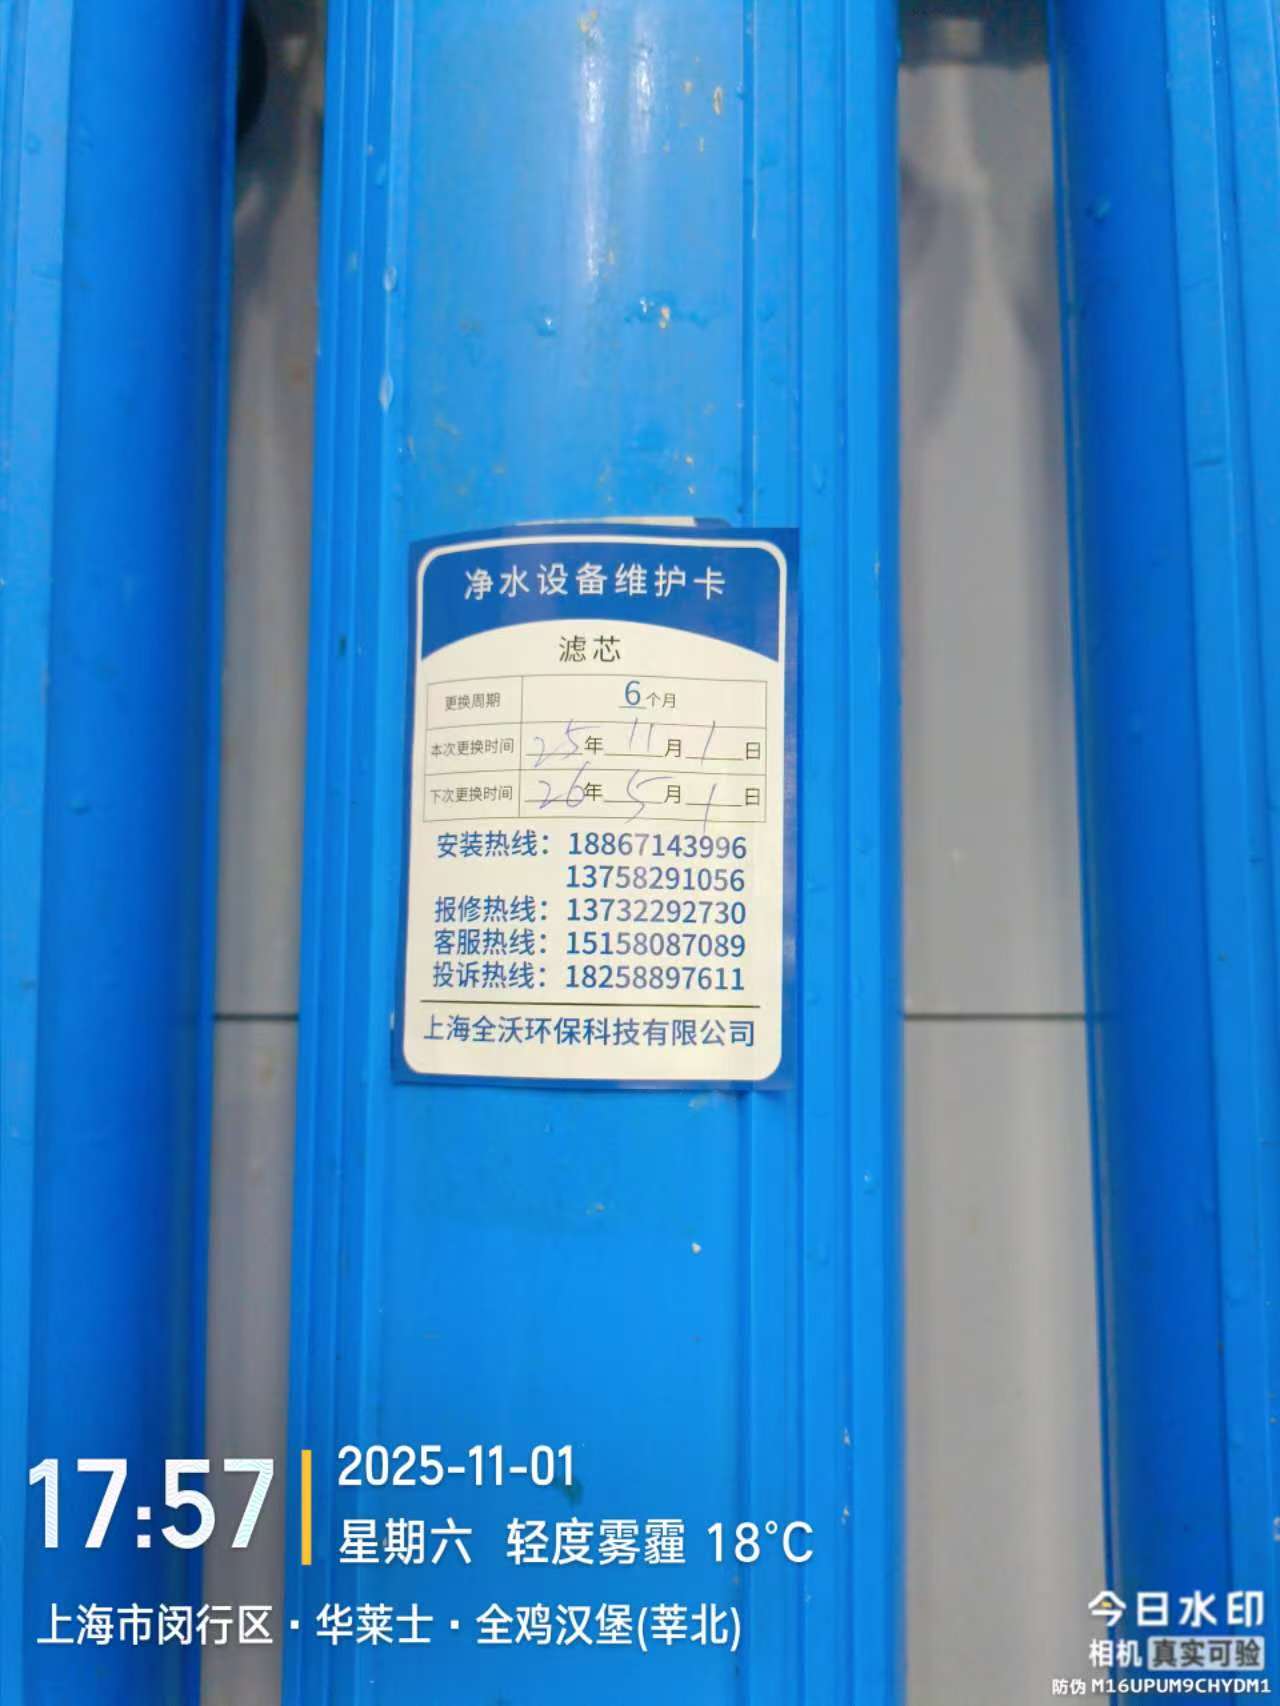 净水设备维护卡
滤芯
更换周期 6个月
本次更换时间 25年11月1日
下次更换时间 26年5月1日
安装热线：18867143996
13758291056
报修热线：13732292730
客服热线：15158087089
投诉热线：18258897611
上海全沃环保科技有限公司
17:57
2025-11-01
星期六 轻度雾霾 18°C
上海市闵行区·华莱士·全鸡汉堡(莘北)
今日水印
相机 真实可验
防伪 M16UPUM9CHYDM1